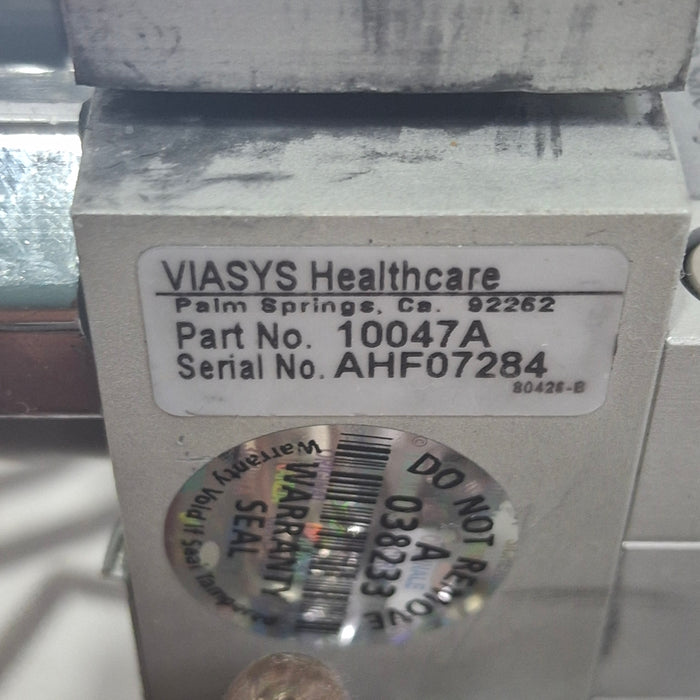 VIASYS Healthcare
Palm Springs, Ca. 92262
Part No. 10047A
Serial No. AHF07284
80426-B
DO NOT REMOVE
A
038233
WARRANTY
SEAL
Warranty Void If Seal